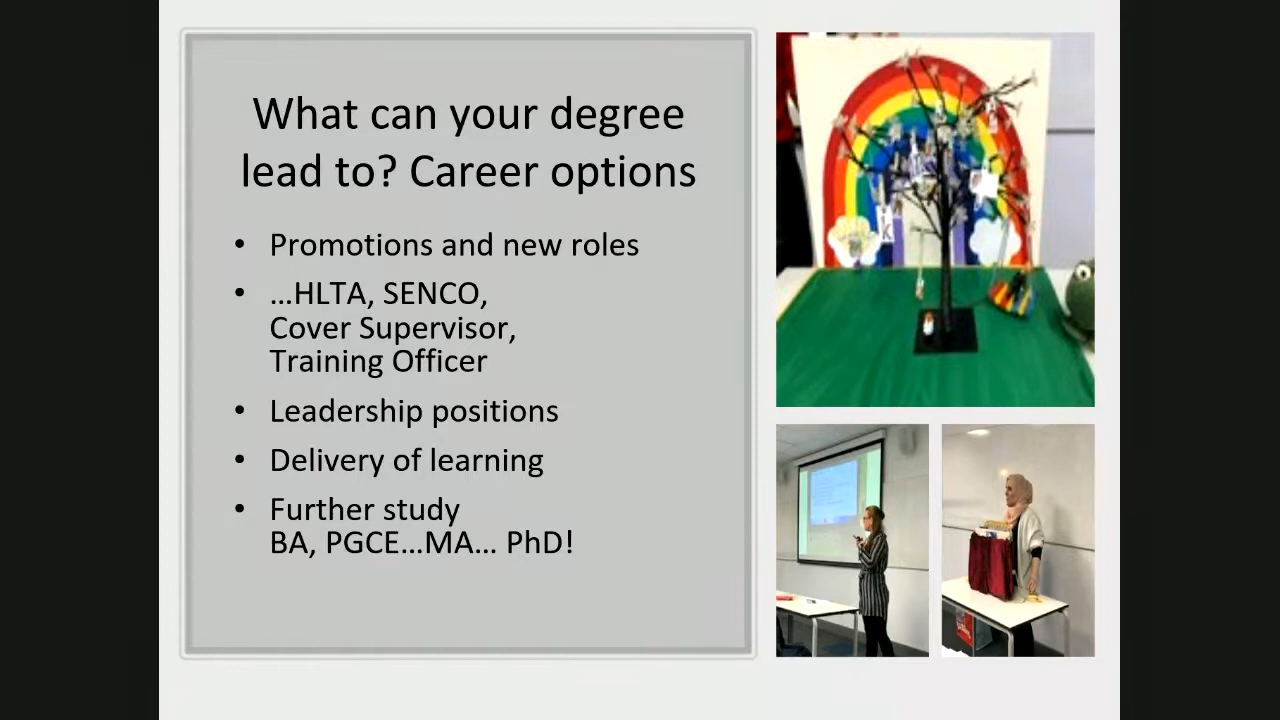 What can your degree
lead to? Career options
• Promotions and new roles
• …HLTA, SENCO,
Cover Supervisor,
Training Officer
• Leadership positions
• Delivery of learning
• Further study
BA, PGCE…MA… PhD!